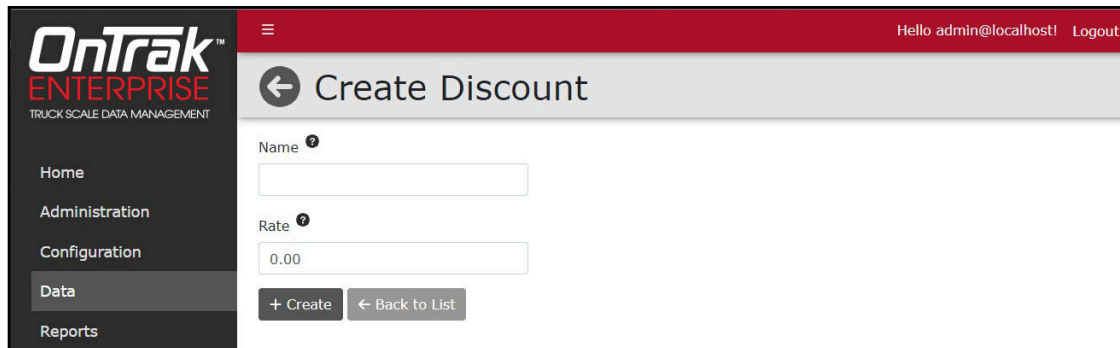 OnTrak™
ENTERPRISE
TRUCK SCALE DATA MANAGEMENT
Home
Administration
Configuration
Data
Reports
Hello admin@localhost! Logout
Create Discount
Name
Rate
0.00
+ Create ← Back to List